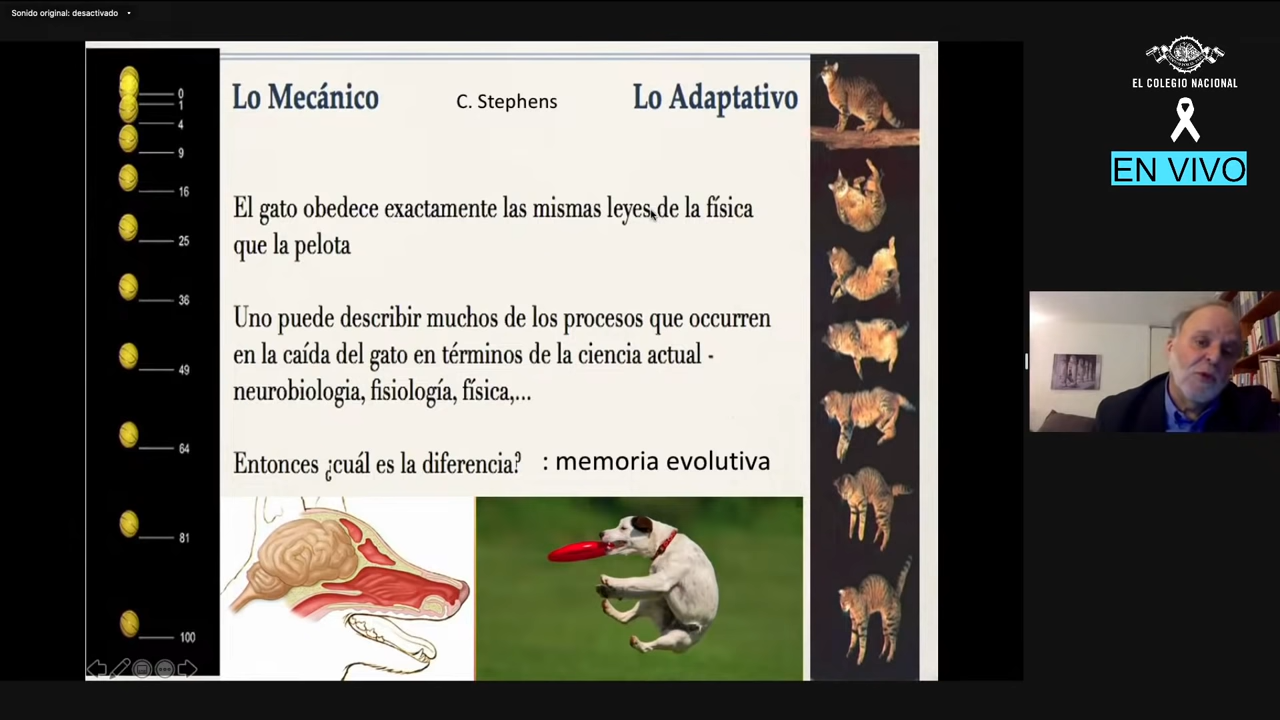 Sonido original: desactivado
EL COLEGIO NACIONAL
EN VIVO
Lo Mecánico
C. Stephens
Lo Adaptativo
El gato obedece exactamente las mismas leyes de la física
que la pelota
Uno puede describir muchos de los procesos que occurren
en la caída del gato en términos de la ciencia actual -
neurobiologia, fisiología, física,...
Entonces ¿cuál es la diferencia? : memoria evolutiva
0
1
4
9
16
25
36
49
64
81
100